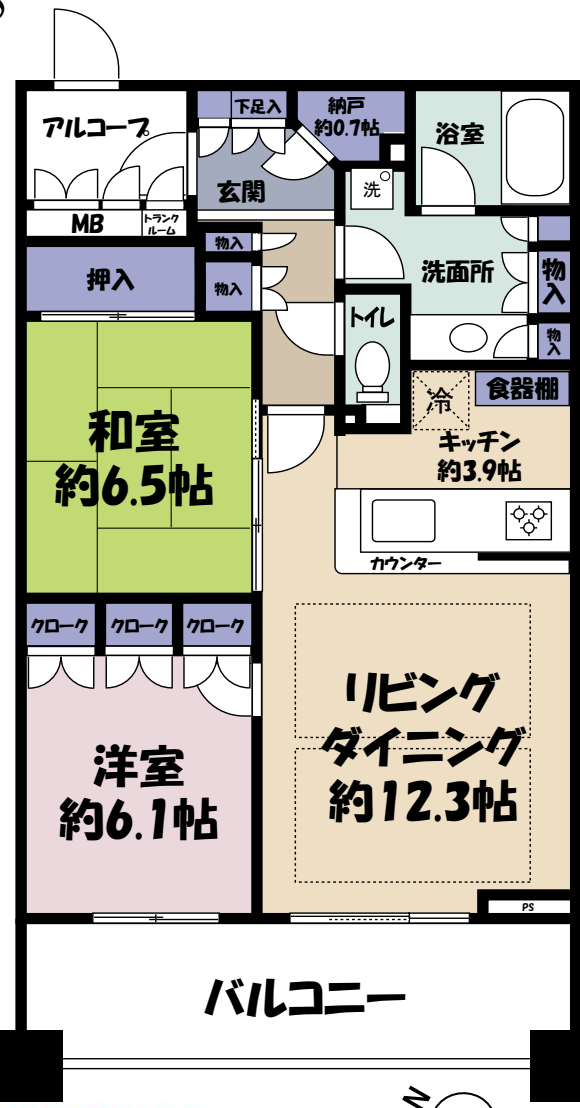 アルコーブ
下足入
納戸
約0.7帖
浴室
玄関
洗
MB
トランク
ルーム
物入
押入
物入
洗面所
物入
トイレ
物入
冷
食器棚
和室
約6.5帖
キッチン
約3.9帖
カウンター
クローク
クローク
クローク
リビング
ダイニング
約12.3帖
洋室
約6.1帖
PS
バルコニー
N